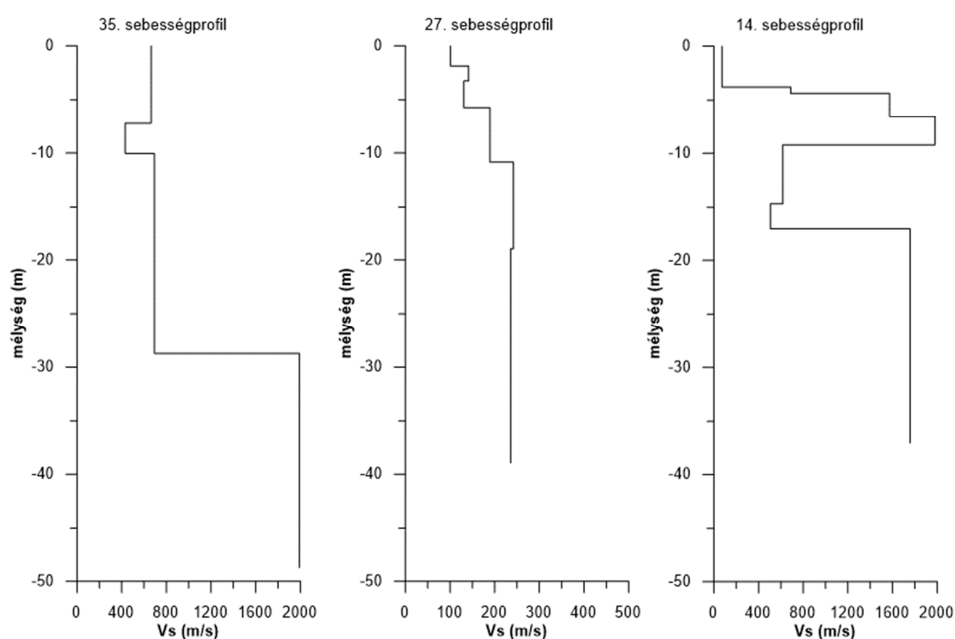 35. sebességprofil
27. sebességprofil
14. sebességprofil
0
-10
-20
-30
-40
-50
mélység (m)
0 400 800 1200 1600 2000
Vs (m/s)
0
-10
-20
-30
-40
-50
mélység (m)
0 100 200 300 400 500
Vs (m/s)
0
-10
-20
-30
-40
-50
mélység (m)
0 400 800 1200 1600 2000
Vs (m/s)